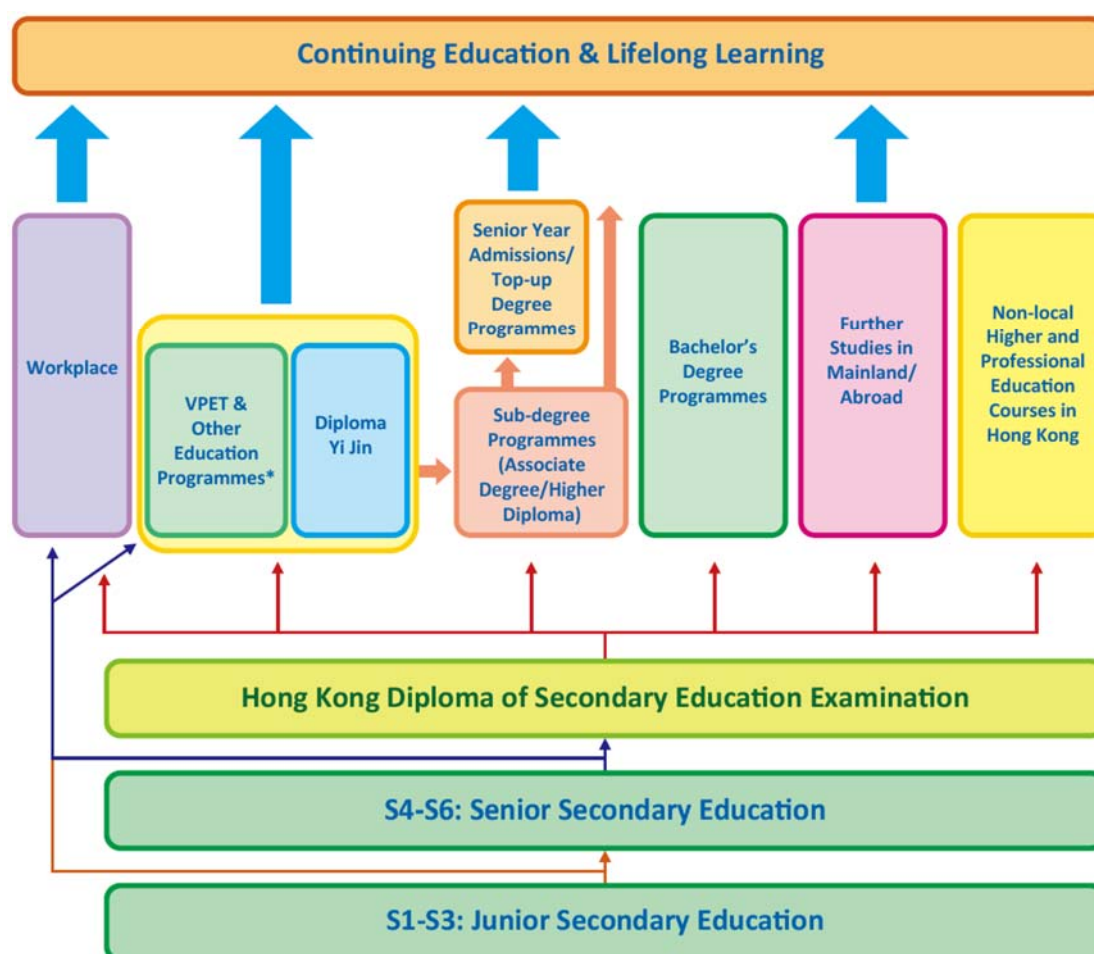 Continuing Education & Lifelong Learning
Workplace
VPET &
Other
Education
Programmes*
Diploma
Yi Jin
Senior Year
Admissions/
Top-up
Degree
Programmes
Sub-degree
Programmes
(Associate
Degree/Higher
Diploma)
Bachelor's
Degree
Programmes
Further
Studies in
Mainland/
Abroad
Non-local
Higher and
Professional
Education
Courses in
Hong Kong
Hong Kong Diploma of Secondary Education Examination
S4-S6: Senior Secondary Education
S1-S3: Junior Secondary Education